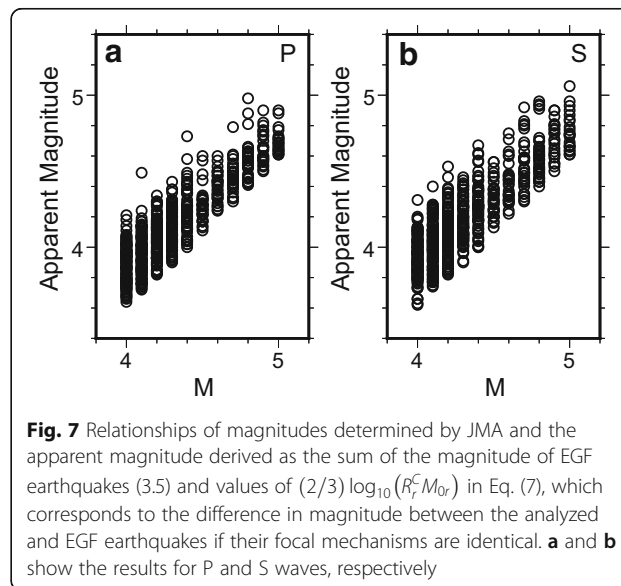 a
P
b
S
Apparent Magnitude
5
4
4
5
M
Apparent Magnitude
5
4
4
5
M
Fig. 7 Relationships of magnitudes determined by JMA and the
apparent magnitude derived as the sum of the magnitude of EGF
earthquakes (3.5) and values of (2/3) log₁₀(RᵣᶜM₀ᵣ) in Eq. (7), which
corresponds to the difference in magnitude between the analyzed
and EGF earthquakes if their focal mechanisms are identical. a and b
show the results for P and S waves, respectively